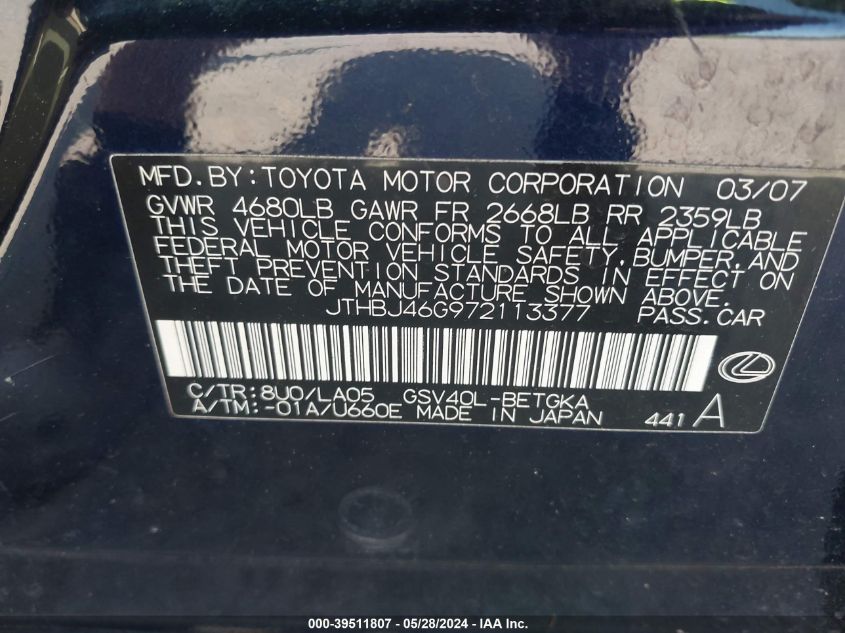 MFD.BY:TOYOTA MOTOR CORPORATION 03/07
GVWR 4680LB GAWR FR 2668LB RR 2359LB
THIS VEHICLE CONFORMS TO ALL APPLICABLE
FEDERAL MOTOR VEHICLE SAFETY,BUMPER,AND
THEFT PREVENTION STANDARDS IN EFFECT ON
THE DATE OF MANUFACTURE SHOWN ABOVE.
JTHBJ46G972113377 PASS.CAR
C/TR:8U0/LA05 GSV40L-BETGKA
A/TM:-01A/U660E MADE IN JAPAN 441 A
000-39511807 - 05/28/2024 - IAA Inc.